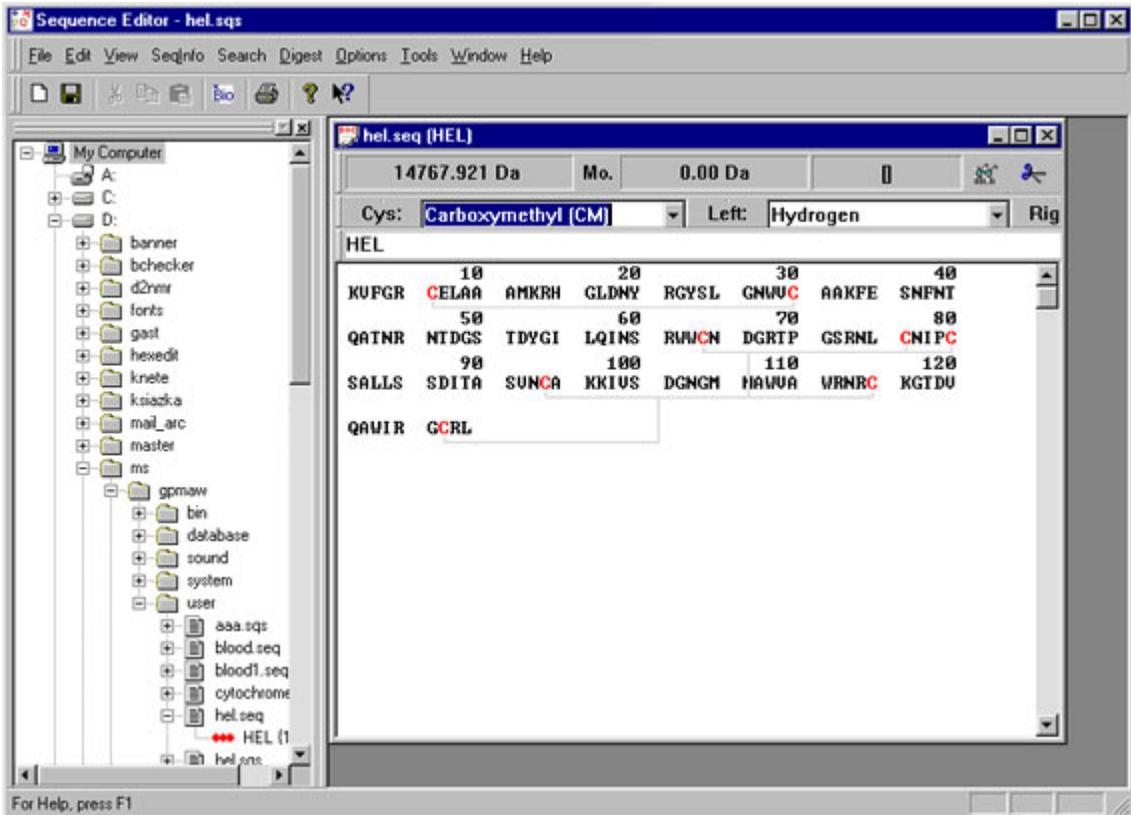 Sequence Editor - hel.sqs
File Edit View SeqInfo Search Digest Options Tools Window Help
Bio
My Computer
A:
C:
D:
banner
bchecker
d2nmr
fonts
gast
hexedit
knete
ksiazka
mail_arc
master
ms
gpmaw
bin
database
sound
system
user
aaa.sqs
blood.seq
blood1.seq
cytochrome
hel.seq
HEL (1
hel.sqs
hel.seq (HEL)
14767.921 Da Mo. 0.00 Da []
Cys: Carboxymethyl (CM) Left: Hydrogen Rig
HEL
10 20 30 40
KVFGR CELAA AMKRH GLDNY RGYSL GNWVC AAKFE SNFNT
50 60 70 80
QATNR NTDGS TDYGI LQINS RWWCN DGRTP GSRNL CNIPC
90 100 110 120
SALLS SDITA SVNCA KKIVS DGNGM NAWVA WRNRC KGTDV
QAWIR GCRL
For Help, press F1